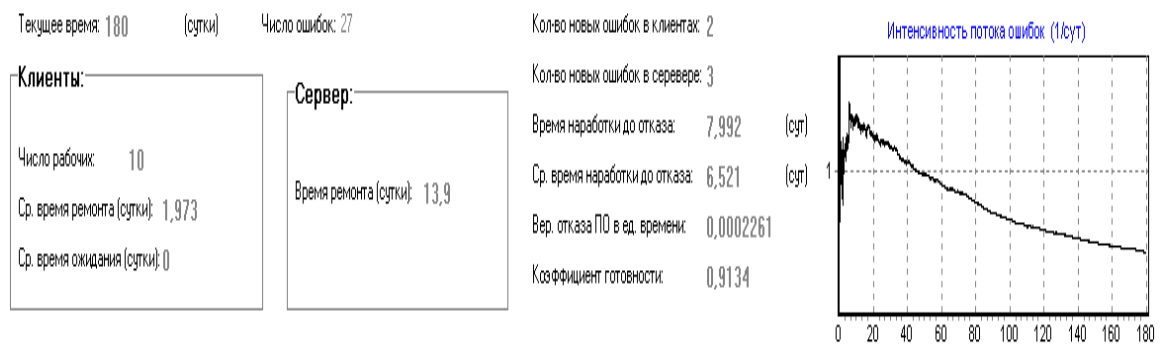 Текущее время: 180 (сутки) Число ошибок: 27
Клиенты:
Число рабочих: 10
Ср. время ремонта (сутки): 1,973
Ср. время ожидания (сутки): 0
Сервер:
Время ремонта (сутки): 13,9
Кол-во новых ошибок в клиентах: 2
Кол-во новых ошибок в серевере: 3
Время наработки до отказа: 7,992 (сут)
Ср. время наработки до отказа: 6,521 (сут)
Вер. отказа ПО в ед. времени: 0,0002261
Коэффициент готовности: 0,9134
Интенсивность потока ошибок (1/сут)
1
0 20 40 60 80 100 120 140 160 180